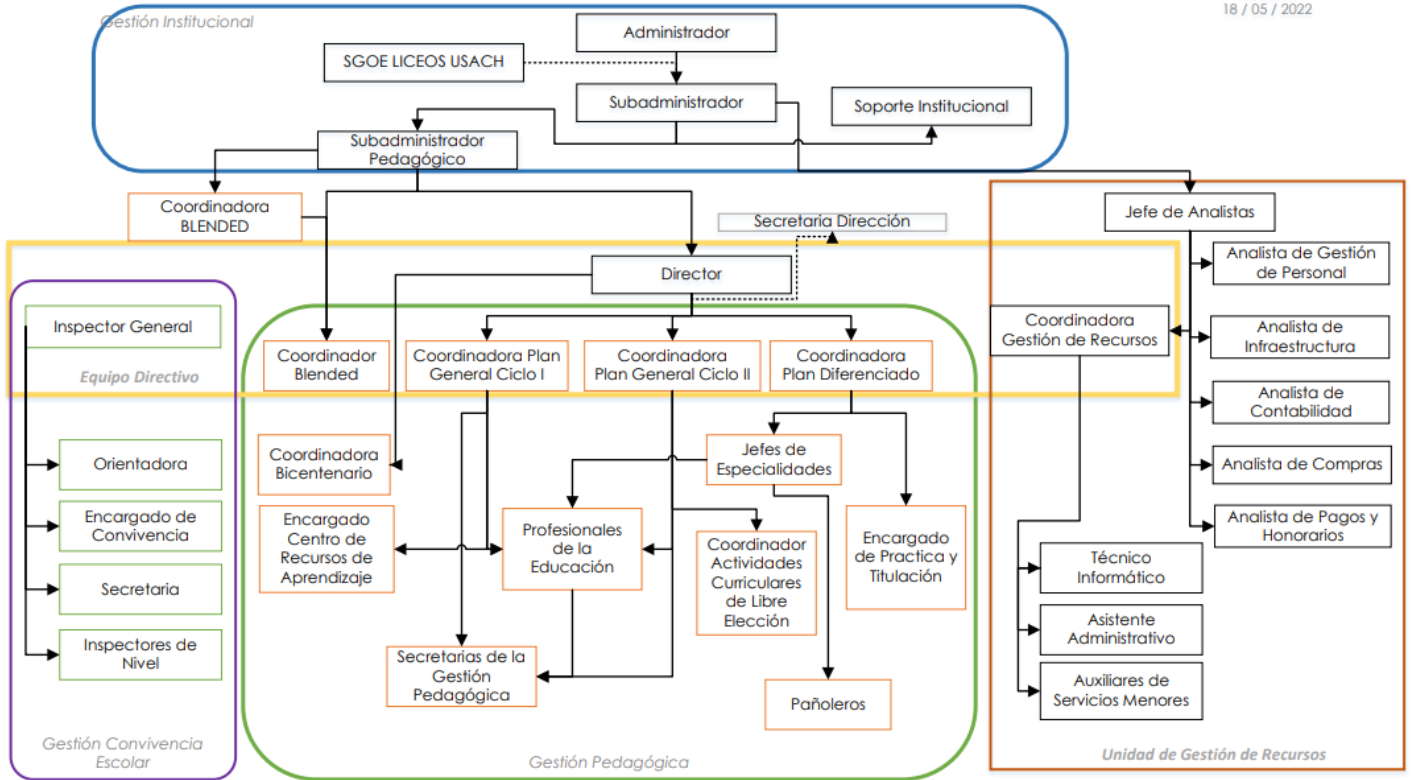 18 / 05 / 2022
Gestión Institucional
Administrador
SGOE LICEOS USACH
Subadministrador
Soporte Institucional
Subadministrador
Pedagógico
Coordinadora
BLENDED
Secretaria Dirección
Jefe de Analistas
Director
Analista de Gestión
de Personal
Inspector General
Coordinadora
Gestión de Recursos
Analista de
Infraestructura
Coordinador
Blended
Coordinadora Plan
General Ciclo I
Coordinadora
Plan General Ciclo II
Coordinadora
Plan Diferenciado
Equipo Directivo
Analista de
Contabilidad
Orientadora
Coordinadora
Bicentenario
Jefes de
Especialidades
Analista de Compras
Encargado de
Convivencia
Encargado
Centro de
Recursos de
Aprendizaje
Profesionales
de la
Educación
Coordinador
Actividades
Curriculares
de Libre
Elección
Encargado
de Practica y
Titulación
Analista de Pagos y
Honorarios
Secretaria
Técnico
Informático
Inspectores de
Nivel
Secretarias de la
Gestión
Pedagógica
Pañoleros
Asistente
Administrativo
Auxiliares de
Servicios Menores
Gestión Convivencia
Escolar
Gestión Pedagógica
Unidad de Gestión de Recursos